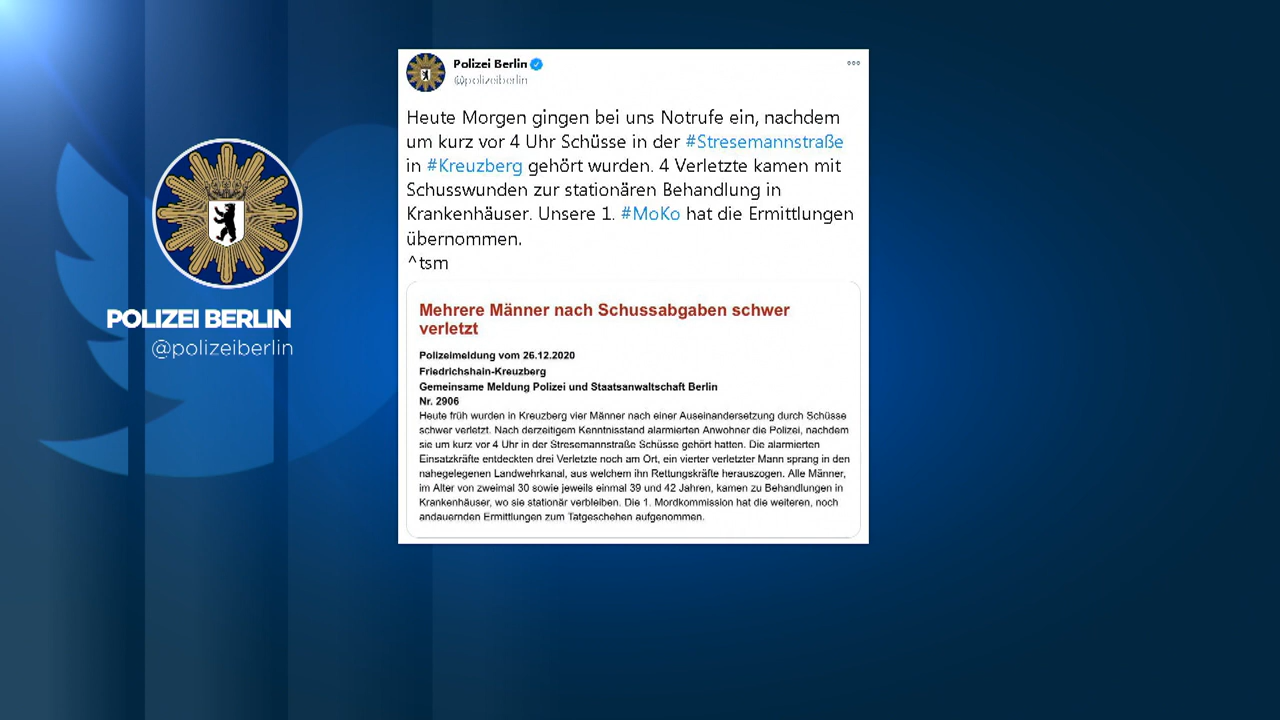 POLIZEI BERLIN
@polizeiberlin
Polizei Berlin
@polizeiberlin
Heute Morgen gingen bei uns Notrufe ein, nachdem
um kurz vor 4 Uhr Schüsse in der #Stresemannstraße
in #Kreuzberg gehört wurden. 4 Verletzte kamen mit
Schusswunden zur stationären Behandlung in
Krankenhäuser. Unsere 1. #MoKo hat die Ermittlungen
übernommen.
^tsm
Mehrere Männer nach Schussabgaben schwer
verletzt
Polizeimeldung vom 26.12.2020
Friedrichshain-Kreuzberg
Gemeinsame Meldung Polizei und Staatsanwaltschaft Berlin
Nr. 2906
Heute früh wurden in Kreuzberg vier Männer nach einer Auseinandersetzung durch Schüsse
schwer verletzt. Nach derzeitigem Kenntnisstand alarmierten Anwohner die Polizei, nachdem
sie um kurz vor 4 Uhr in der Stresemannstraße Schüsse gehört hatten. Die alarmierten
Einsatzkräfte entdeckten drei Verletzte noch am Ort, ein vierter verletzter Mann sprang in den
nahegelegenen Landwehrkanal, aus welchem ihn Rettungskräfte herauszogen. Alle Männer,
im Alter von zweimal 30 sowie jeweils einmal 39 und 42 Jahren, kamen zu Behandlungen in
Krankenhäuser, wo sie stationär verbleiben. Die 1. Mordkommission hat die weiteren, noch
andauernden Ermittlungen zum Tatgeschehen aufgenommen.